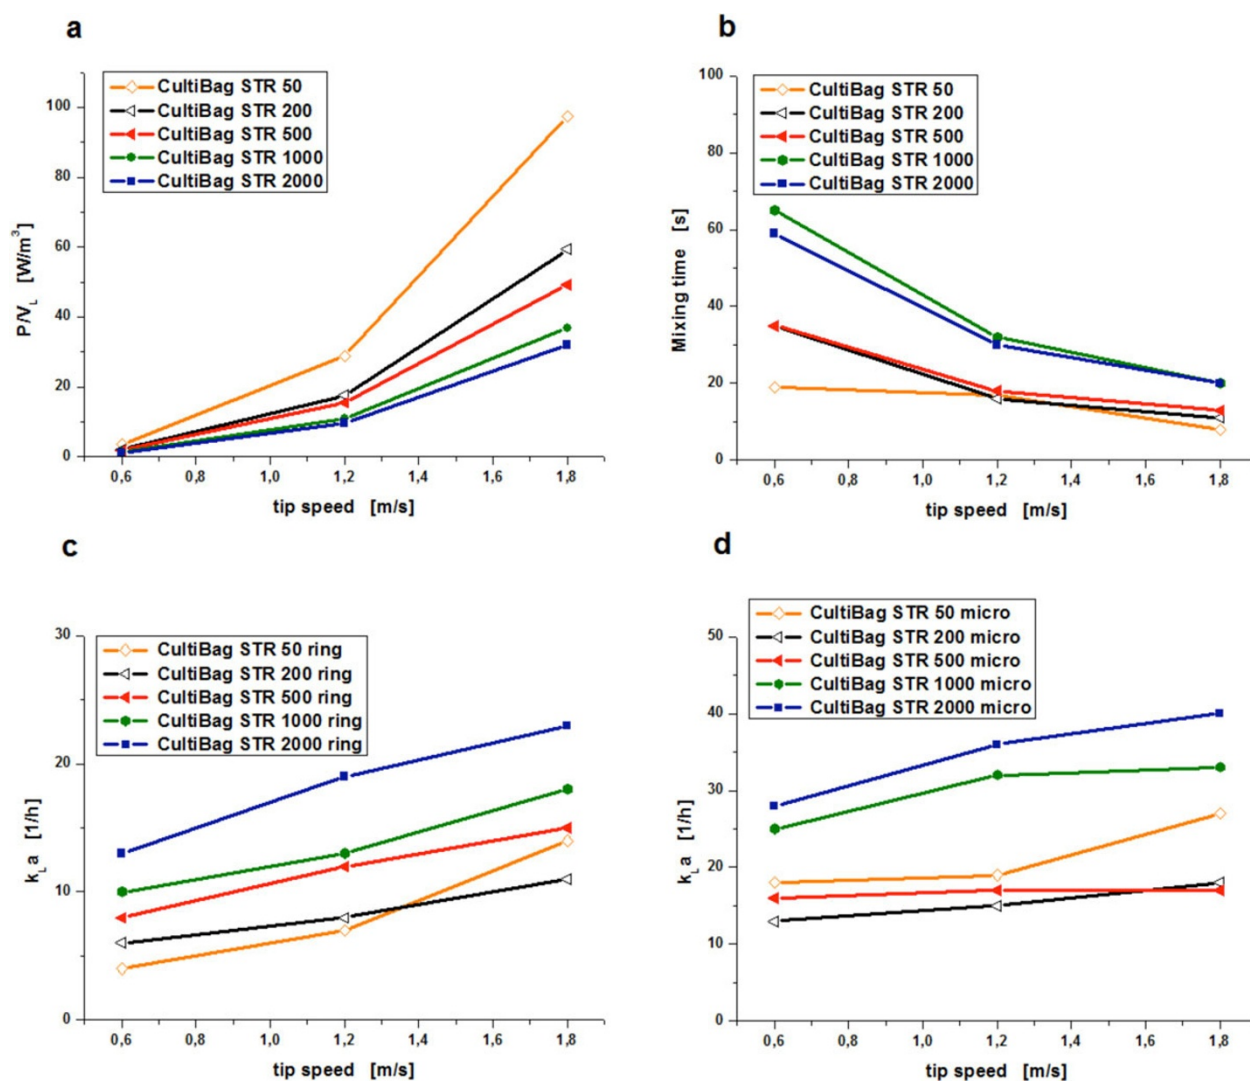 a
CultiBag STR 50
CultiBag STR 200
CultiBag STR 500
CultiBag STR 1000
CultiBag STR 2000
100
80
60
40
20
0
P/V_L [W/m³]
0,6 0,8 1,0 1,2 1,4 1,6 1,8
tip speed [m/s]
b
CultiBag STR 50
CultiBag STR 200
CultiBag STR 500
CultiBag STR 1000
CultiBag STR 2000
100
80
60
40
20
0
Mixing time [s]
0,6 0,8 1,0 1,2 1,4 1,6 1,8
tip speed [m/s]
c
CultiBag STR 50 ring
CultiBag STR 200 ring
CultiBag STR 500 ring
CultiBag STR 1000 ring
CultiBag STR 2000 ring
30
20
10
0
k_L a [1/h]
0,6 0,8 1,0 1,2 1,4 1,6 1,8
tip speed [m/s]
d
CultiBag STR 50 micro
CultiBag STR 200 micro
CultiBag STR 500 micro
CultiBag STR 1000 micro
CultiBag STR 2000 micro
50
40
30
20
10
0
k_L a [1/h]
0,6 0,8 1,0 1,2 1,4 1,6 1,8
tip speed [m/s]